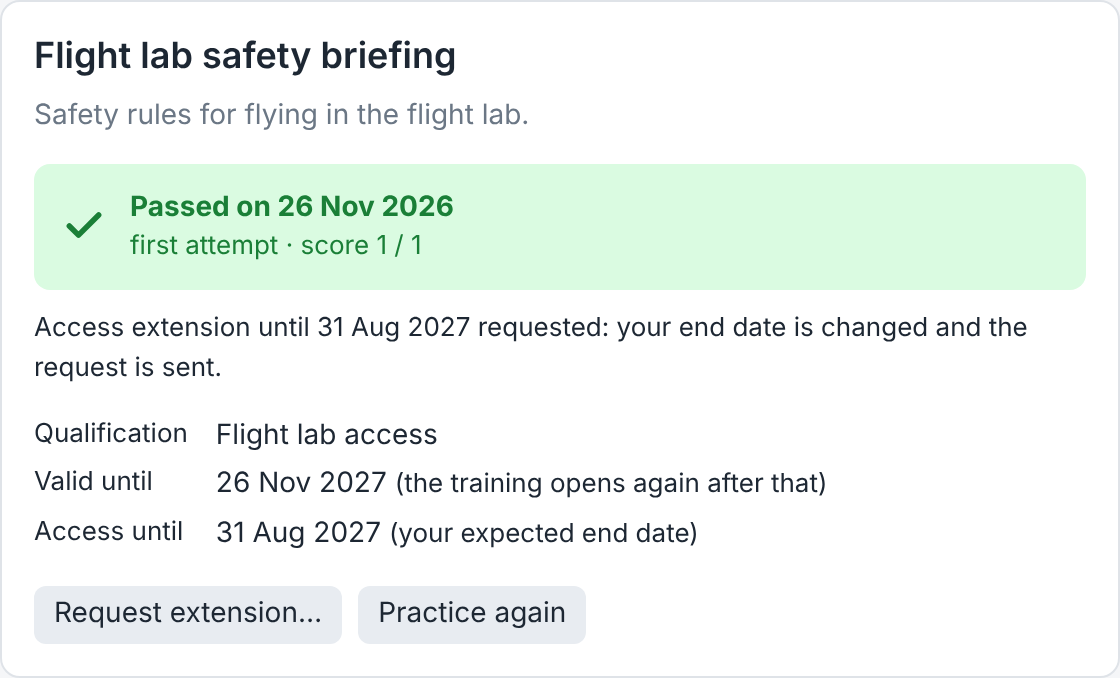 Flight lab safety briefing
Safety rules for flying in the flight lab.
Passed on 26 Nov 2026
first attempt · score 1 / 1
Access extension until 31 Aug 2027 requested: your end date is changed and the
request is sent.
Qualification Flight lab access
Valid until 26 Nov 2027 (the training opens again after that)
Access until 31 Aug 2027 (your expected end date)
Request extension... Practice again